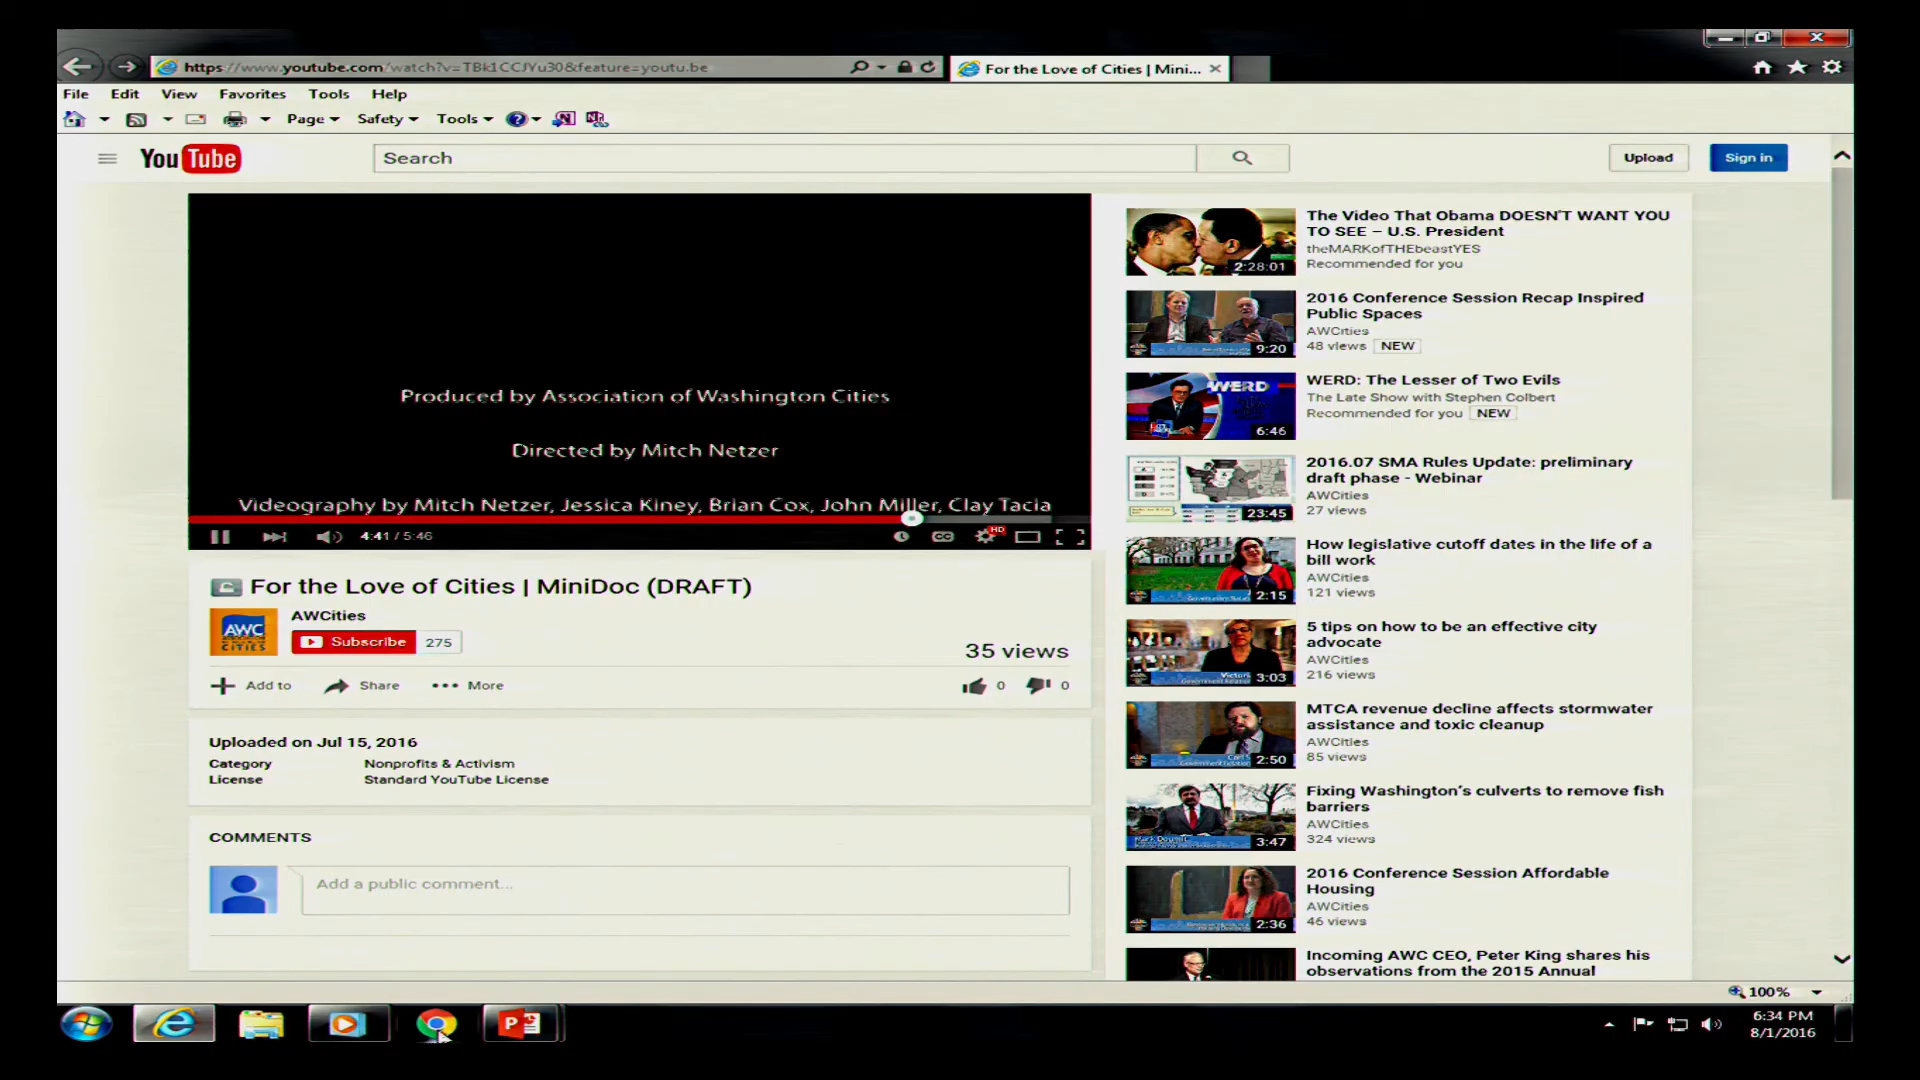 https://www.youtube.com/watch?v=TBk1CCJYu30&feature=youtu.be
For the Love of Cities | Mini...
File Edit View Favorites Tools Help
Page Safety Tools
YouTube
Search
Upload
Sign in
Produced by Association of Washington Cities
Directed by Mitch Netzer
Videography by Mitch Netzer, Jessica Kiney, Brian Cox, John Miller, Clay Tacia
4:41 / 5:46
CC
HD
For the Love of Cities | MiniDoc (DRAFT)
AWC
CITIES
AWCities
Subscribe 275
35 views
Add to Share More
0 0
Uploaded on Jul 15, 2016
Category Nonprofits & Activism
License Standard YouTube License
COMMENTS
Add a public comment...
2:28:01
The Video That Obama DOESN'T WANT YOU
TO SEE – U.S. President
theMARKofTHEbeastYES
Recommended for you
9:20
2016 Conference Session Recap Inspired
Public Spaces
AWCities
48 views NEW
WERD
6:46
WERD: The Lesser of Two Evils
The Late Show with Stephen Colbert
Recommended for you NEW
23:45
2016.07 SMA Rules Update: preliminary
draft phase - Webinar
AWCities
27 views
2:15
How legislative cutoff dates in the life of a
bill work
AWCities
121 views
3:03
5 tips on how to be an effective city
advocate
AWCities
216 views
2:50
MTCA revenue decline affects stormwater
assistance and toxic cleanup
AWCities
85 views
3:47
Fixing Washington's culverts to remove fish
barriers
AWCities
324 views
2:36
2016 Conference Session Affordable
Housing
AWCities
46 views
Incoming AWC CEO, Peter King shares his
observations from the 2015 Annual
100%
6:34 PM
8/1/2016